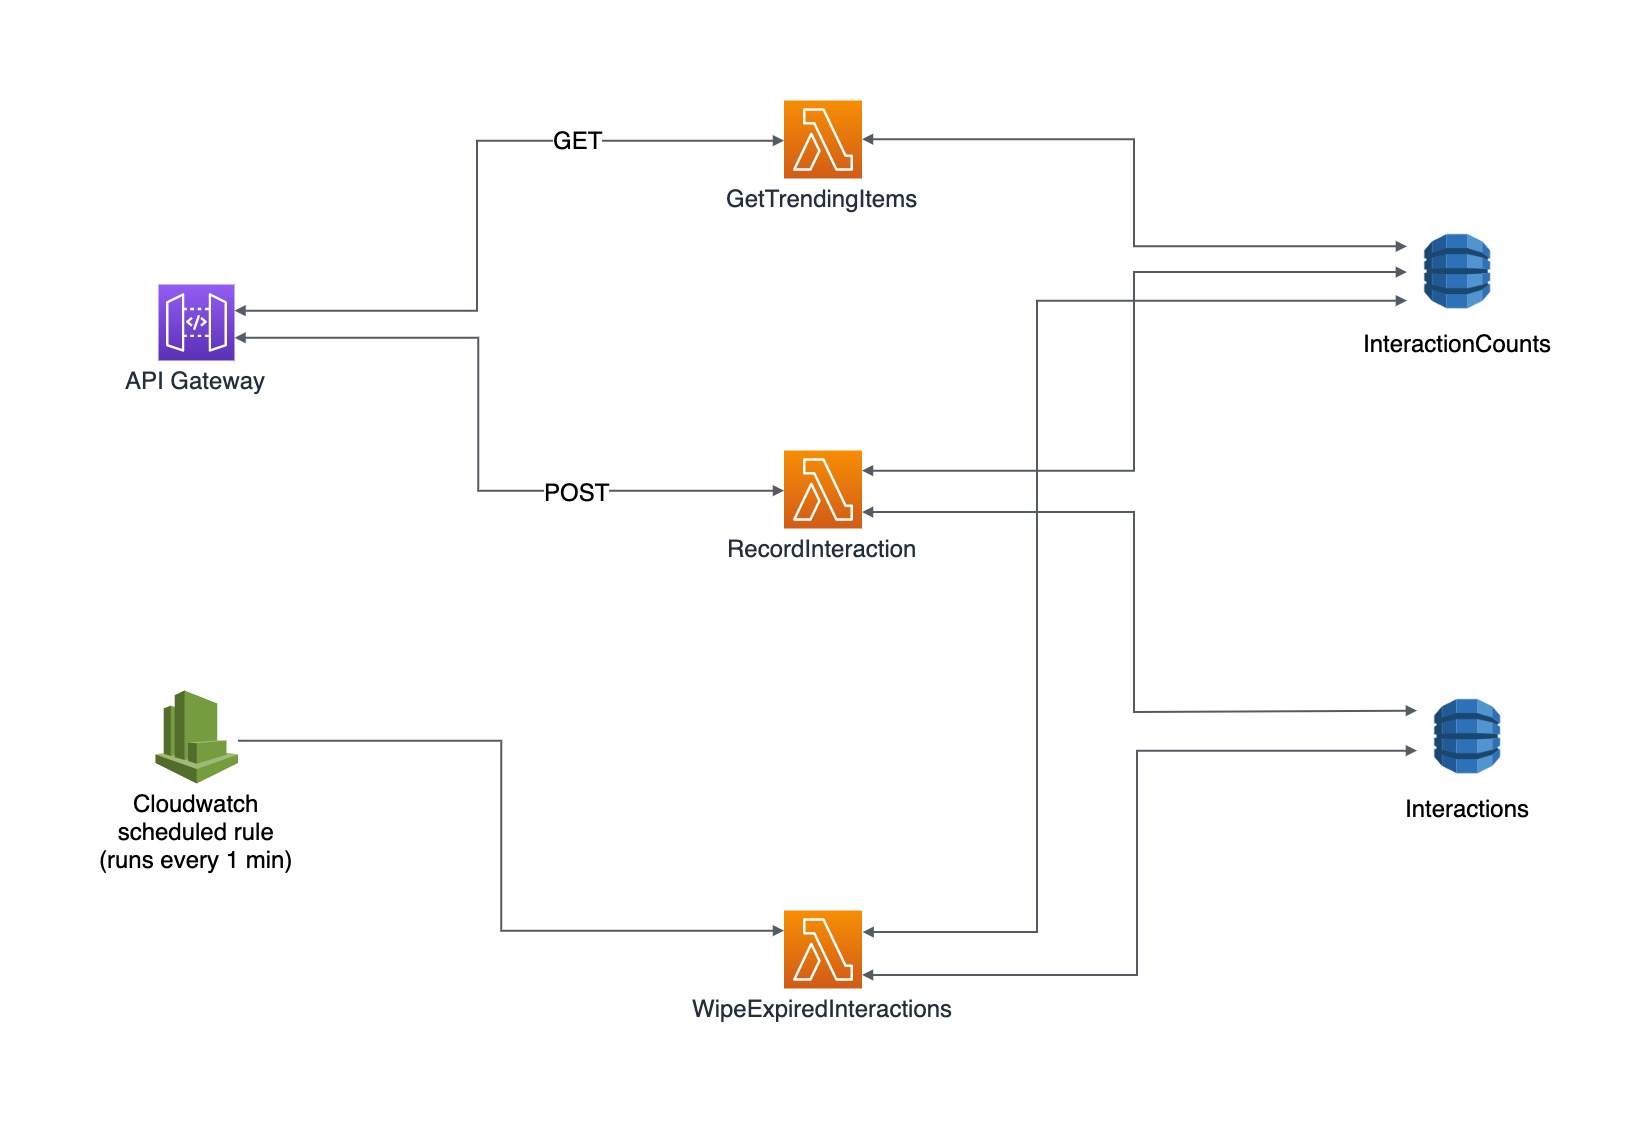 GET
GetTrendingItems
</>
API Gateway
InteractionCounts
POST
RecordInteraction
Cloudwatch
scheduled rule
(runs every 1 min)
Interactions
WipeExpiredInteractions